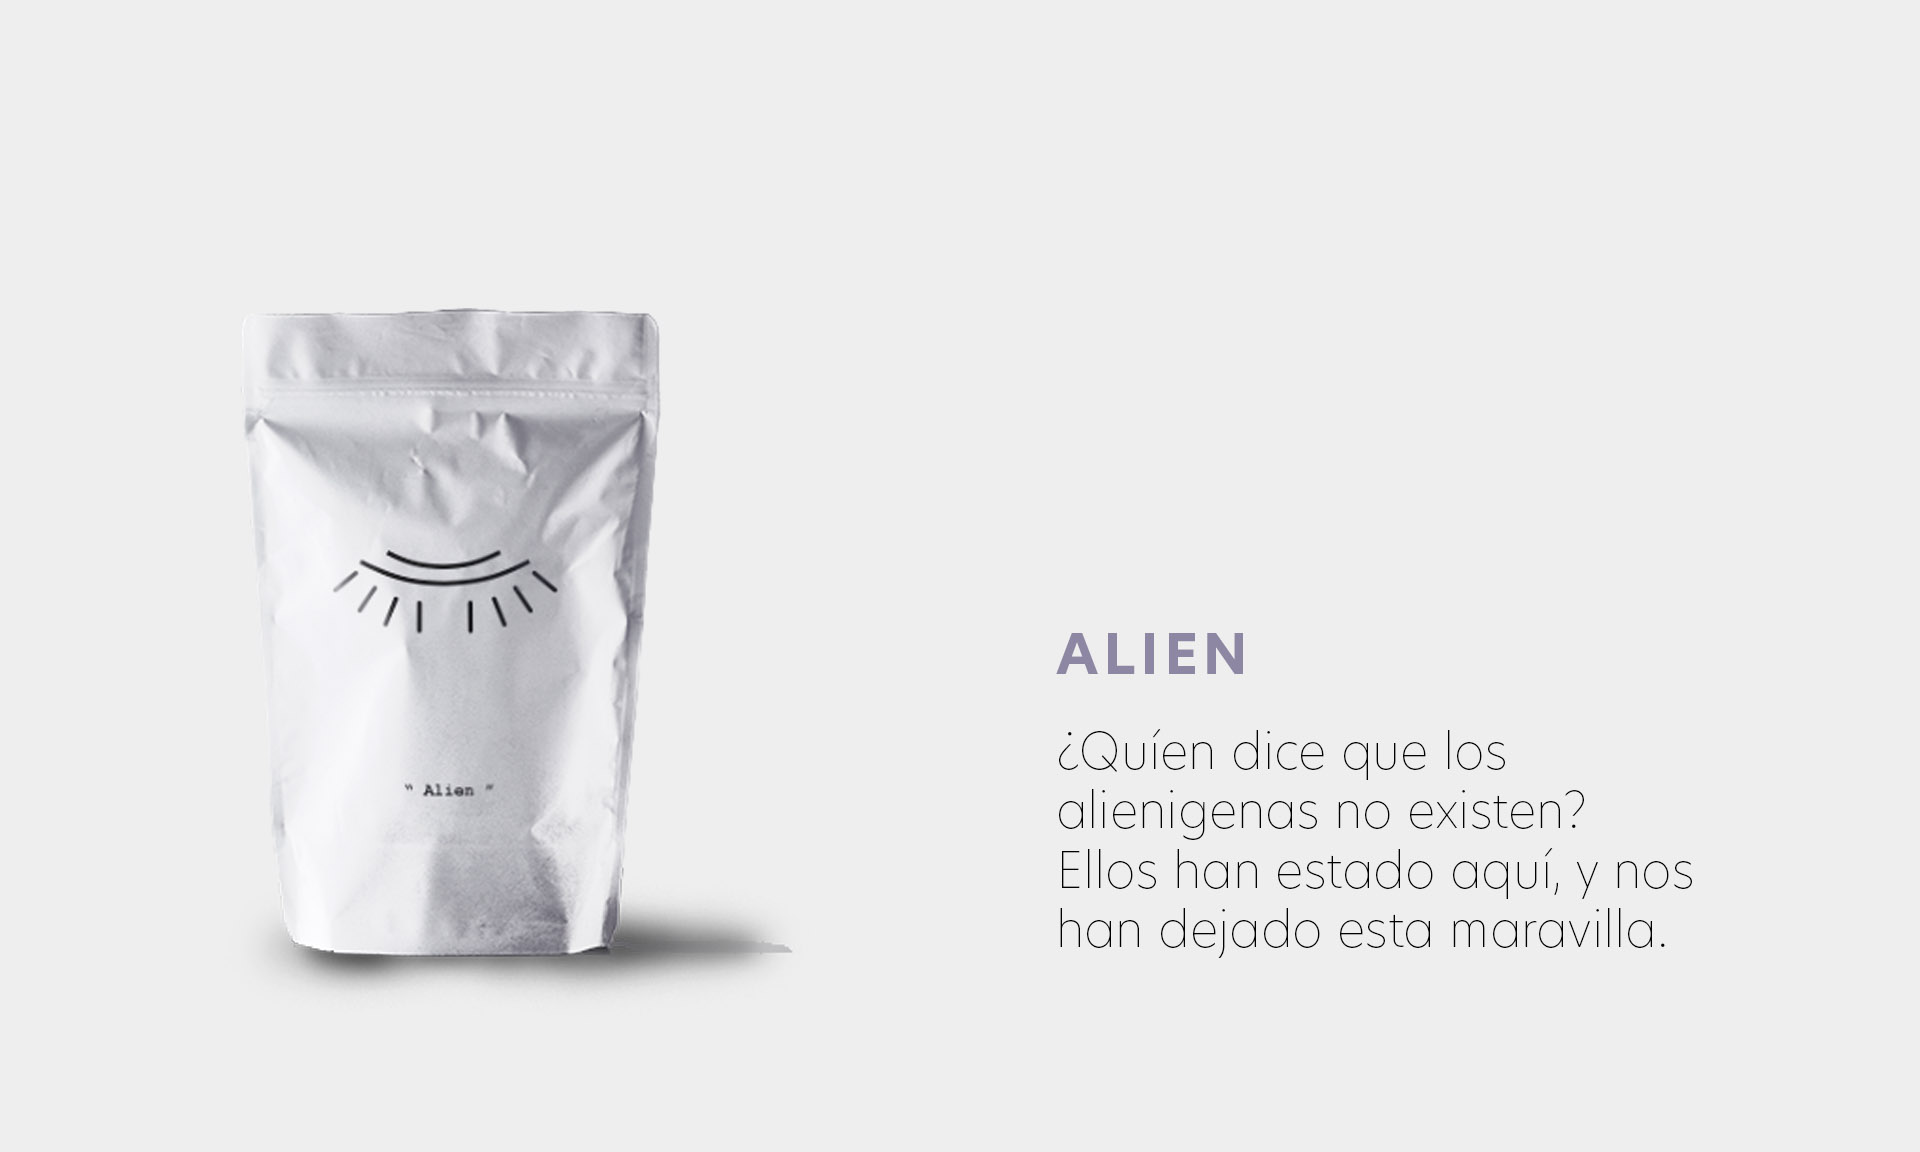 " Alien "
ALIEN
¿Quíen dice que los
alienigenas no existen?
Ellos han estado aquí, y nos
han dejado esta maravilla.